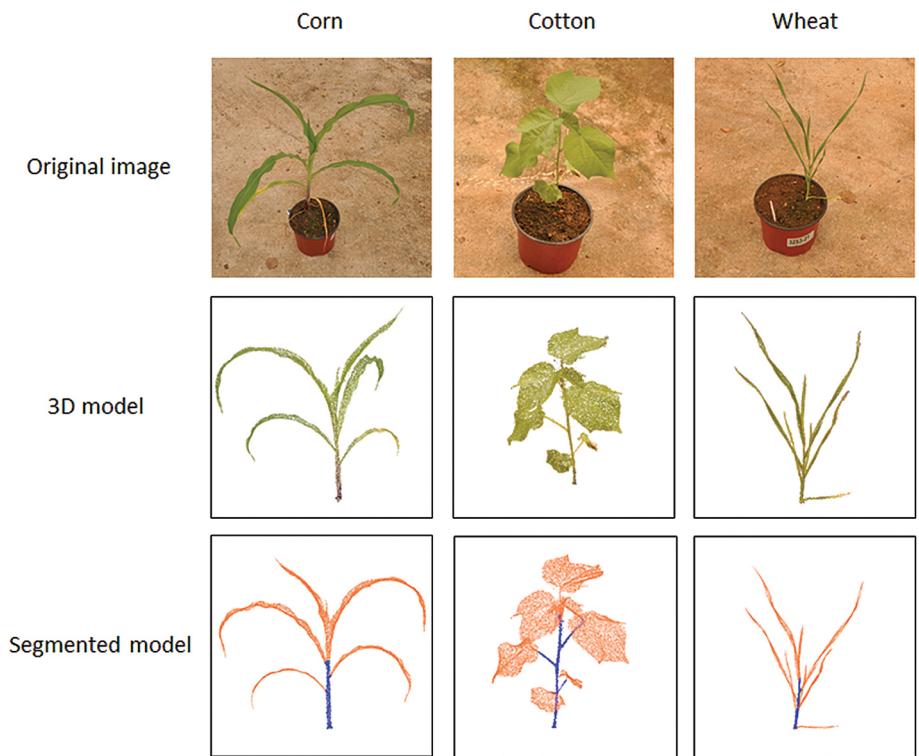 Corn
Cotton
Wheat
Original image
3D model
Segmented model